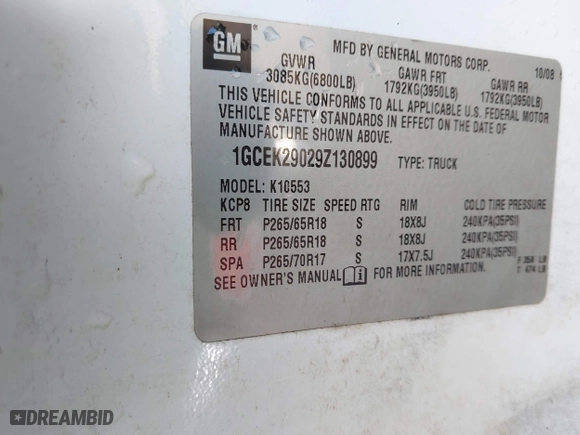 GM
MFD BY GENERAL MOTORS CORP. 10/08
GVWR GAWR FRT GAWR RR
3085KG(6800LB) 1792KG(3950LB) 1792KG(3950LB)
THIS VEHICLE CONFORMS TO ALL APPLICABLE U.S. FEDERAL MOTOR
VEHICLE SAFETY STANDARDS IN EFFECT ON THE DATE OF
MANUFACTURE SHOWN ABOVE.
1GCEK29029Z130899 TYPE: TRUCK
MODEL: K10553
KCP8 TIRE SIZE SPEED RTG RIM COLD TIRE PRESSURE
FRT P265/65R18 S 18X8J 240KPA(35PSI)
RR P265/65R18 S 18X8J 240KPA(35PSI)
SPA P265/70R17 S 17X7.5J 240KPA(35PSI)
SEE OWNER'S MANUAL i FOR MORE INFORMATION.
F 358 LB
T 474 LB
DREAMBID